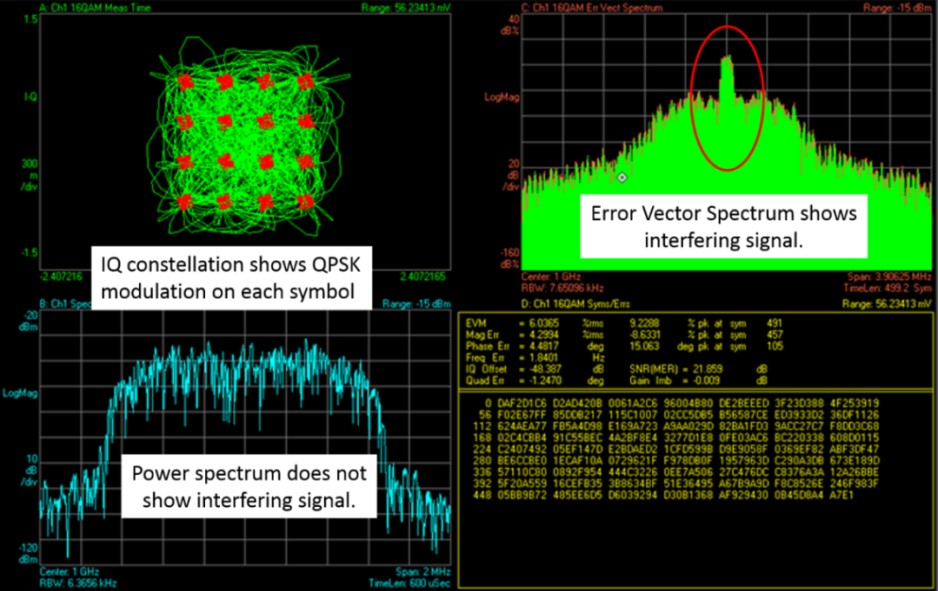 A: Ch1 16QAM Meas Time Range: 56.23413 mV
1.5
I-Q
300
m
/div
-1.5
-2.407216 2.4072165
IQ constellation shows QPSK
modulation on each symbol
C: Ch1 16QAM Err Vect Spectrum Range: -15 dBm
40
dB%
LogMag
20
dB
/div
-160
dB%
Center: 1 GHz Span: 3.90625 MHz
RBW: 7.65096 kHz TimeLen: 499.2 Sym
Error Vector Spectrum shows
interfering signal.
B: Ch1 Spec Range: -15 dBm
-20
dBm
LogMag
10
dB
/div
-120
dBm
Center: 1 GHz Span: 2 MHz
RBW: 6.3656 kHz TimeLen: 600 uSec
Power spectrum does not
show interfering signal.
D: Ch1 16QAM Syms/Errs Range: 56.23413 mV
EVM = 6.0365 %rms 9.2288 % pk at sym 491
Mag Err = 4.2994 %rms -8.6331 % pk at sym 457
Phase Err = 4.4817 deg 15.063 deg pk at sym 105
Freq Err = 1.8401 Hz
IQ Offset = -48.387 dB SNR(MER) = 21.859 dB
Quad Err = -1.2470 deg Gain Imb = -0.009 dB
0 DAF2D1C6 D2AD420B 0061A2C6 96004B80 DE2BEEED 3F23D388 4F253919
56 F02E67FF 85DDB217 115C1007 02CC5DB5 B56587CE ED3933D2 36DF1126
112 624AEA77 FB5A4D98 E169A723 A9AA029D 82BA1FD3 9ACC27C7 F8DD3C68
168 02C4CBB4 91C55BEC 4A2BF8E4 3277D1E8 0FE03AC6 BC220338 608D0115
224 C2407492 05EF147D E2BDAED2 1CFD599B D9E9058F 0369EF82 ABF3DF47
280 8E6CCBE0 1ECAF10A 0729621F F978DB0F 1957963D C290A3DB 673E189D
336 57110C80 0892F954 444C3226 0EE7A506 27C476DC CB376A3A 12A26BBE
392 5F20A559 16CEFB35 3B8634BF 51E36495 A67B9A9D F8C8526E 246F983F
448 05BB9B72 485EE6D5 D6039294 D30B1368 AF929430 0B45D8A4 A7E1